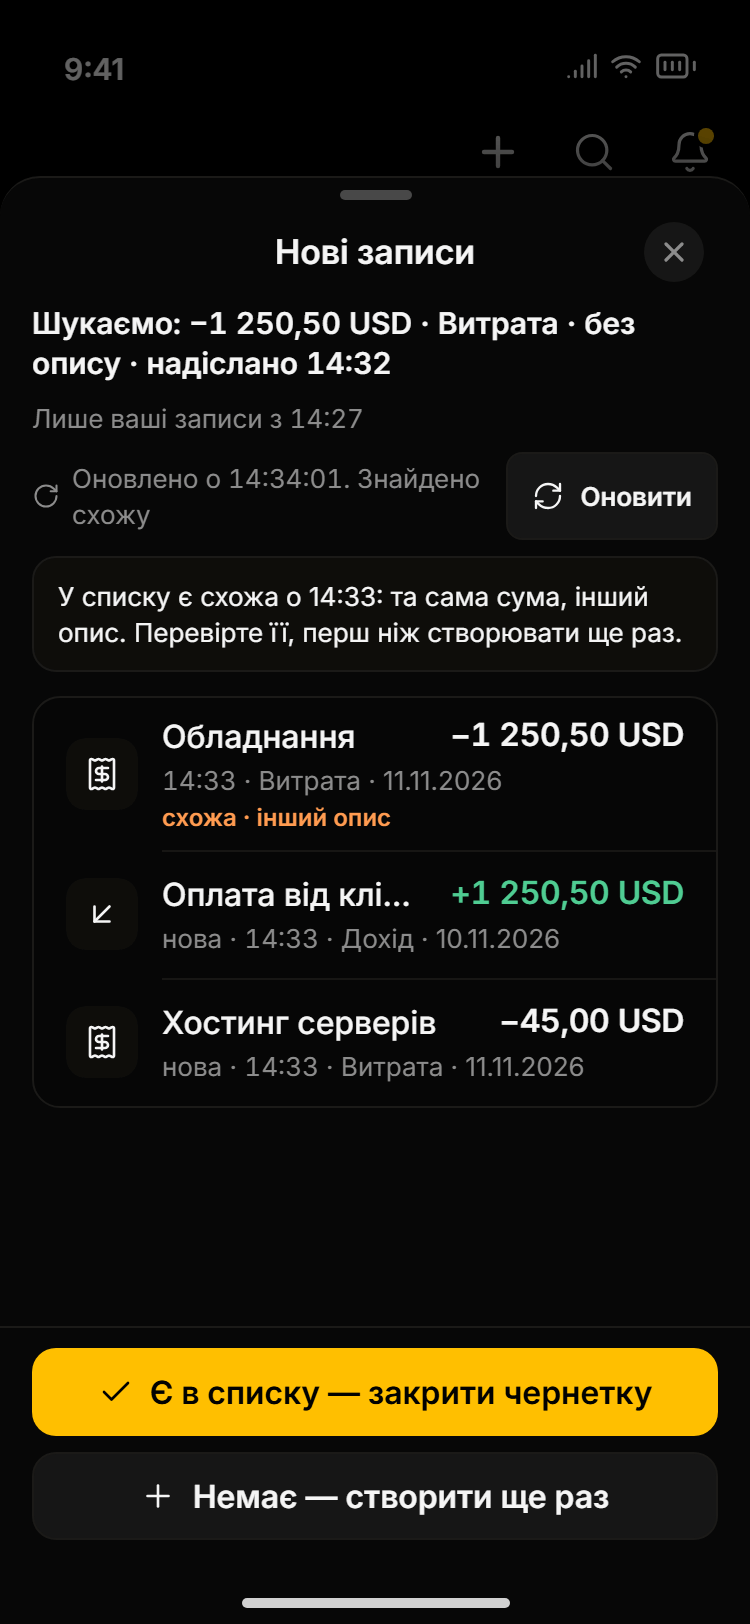 9:41
Нові записи
Шукаємо: −1 250,50 USD · Витрата · без
опису · надіслано 14:32
Лише ваші записи з 14:27
Оновлено о 14:34:01. Знайдено
схожу
Оновити
У списку є схожа о 14:33: та сама сума, інший
опис. Перевірте її, перш ніж створювати ще раз.
Обладнання −1 250,50 USD
14:33 · Витрата · 11.11.2026
схожа · інший опис
Оплата від клі... +1 250,50 USD
нова · 14:33 · Дохід · 10.11.2026
Хостинг серверів −45,00 USD
нова · 14:33 · Витрата · 11.11.2026
Є в списку — закрити чернетку
Немає — створити ще раз